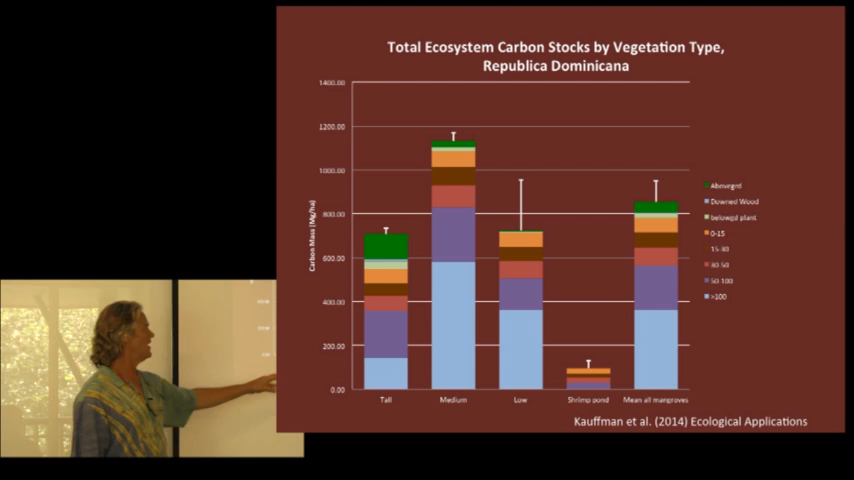 Total Ecosystem Carbon Stocks by Vegetation Type,
Republica Dominicana
1400.00
1200.00
1000.00
800.00
600.00
400.00
200.00
0.00
Carbon Mass (Mg/ha)
Tall
Medium
Low
Shrimp pond
Mean all mangroves
Abovegrd
Downed Wood
belowgd plant
0-15
15-30
30-50
50-100
>100
Kauffman et al. (2014) Ecological Applications